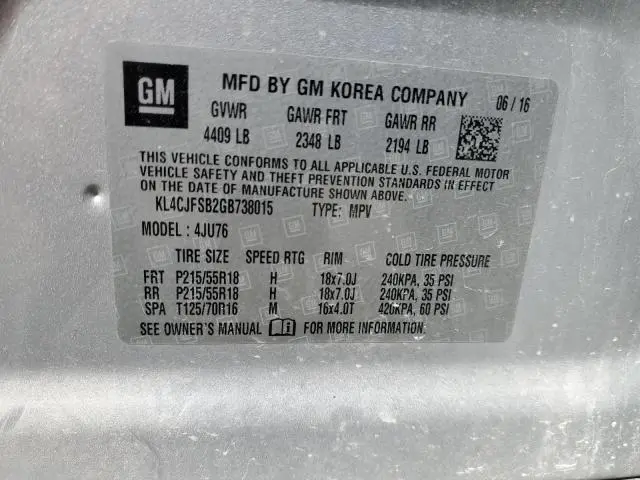 GM
MFD BY GM KOREA COMPANY 06 / 16
GVWR GAWR FRT GAWR RR
4409 LB 2348 LB 2194 LB
THIS VEHICLE CONFORMS TO ALL APPLICABLE U.S. FEDERAL MOTOR
VEHICLE SAFETY AND THEFT PREVENTION STANDARDS IN EFFECT
ON THE DATE OF MANUFACTURE SHOWN ABOVE.
KL4CJFSB2GB738015 TYPE: MPV
MODEL : 4JU76
TIRE SIZE SPEED RTG RIM COLD TIRE PRESSURE
FRT P215/55R18 H 18x7.0J 240KPA, 35 PSI
RR P215/55R18 H 18x7.0J 240KPA, 35 PSI
SPA T125/70R16 M 16x4.0T 420KPA, 60 PSI
SEE OWNER'S MANUAL FOR MORE INFORMATION.